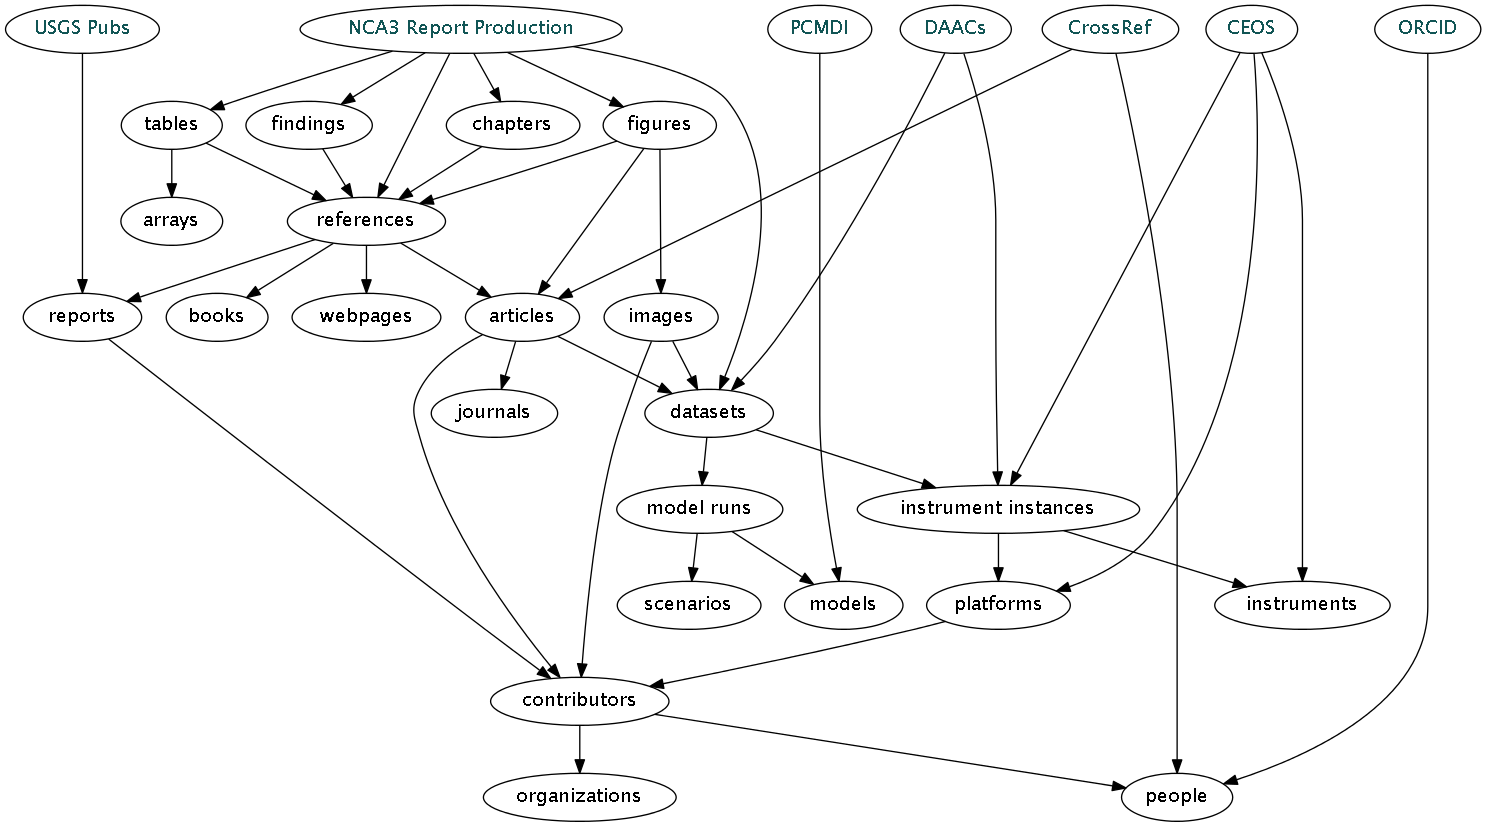 USGS Pubs
NCA3 Report Production
PCMDI
DAACs
CrossRef
CEOS
ORCID
tables
findings
chapters
figures
arrays
references
reports
books
webpages
articles
images
journals
datasets
model runs
instrument instances
scenarios
models
platforms
instruments
contributors
organizations
people